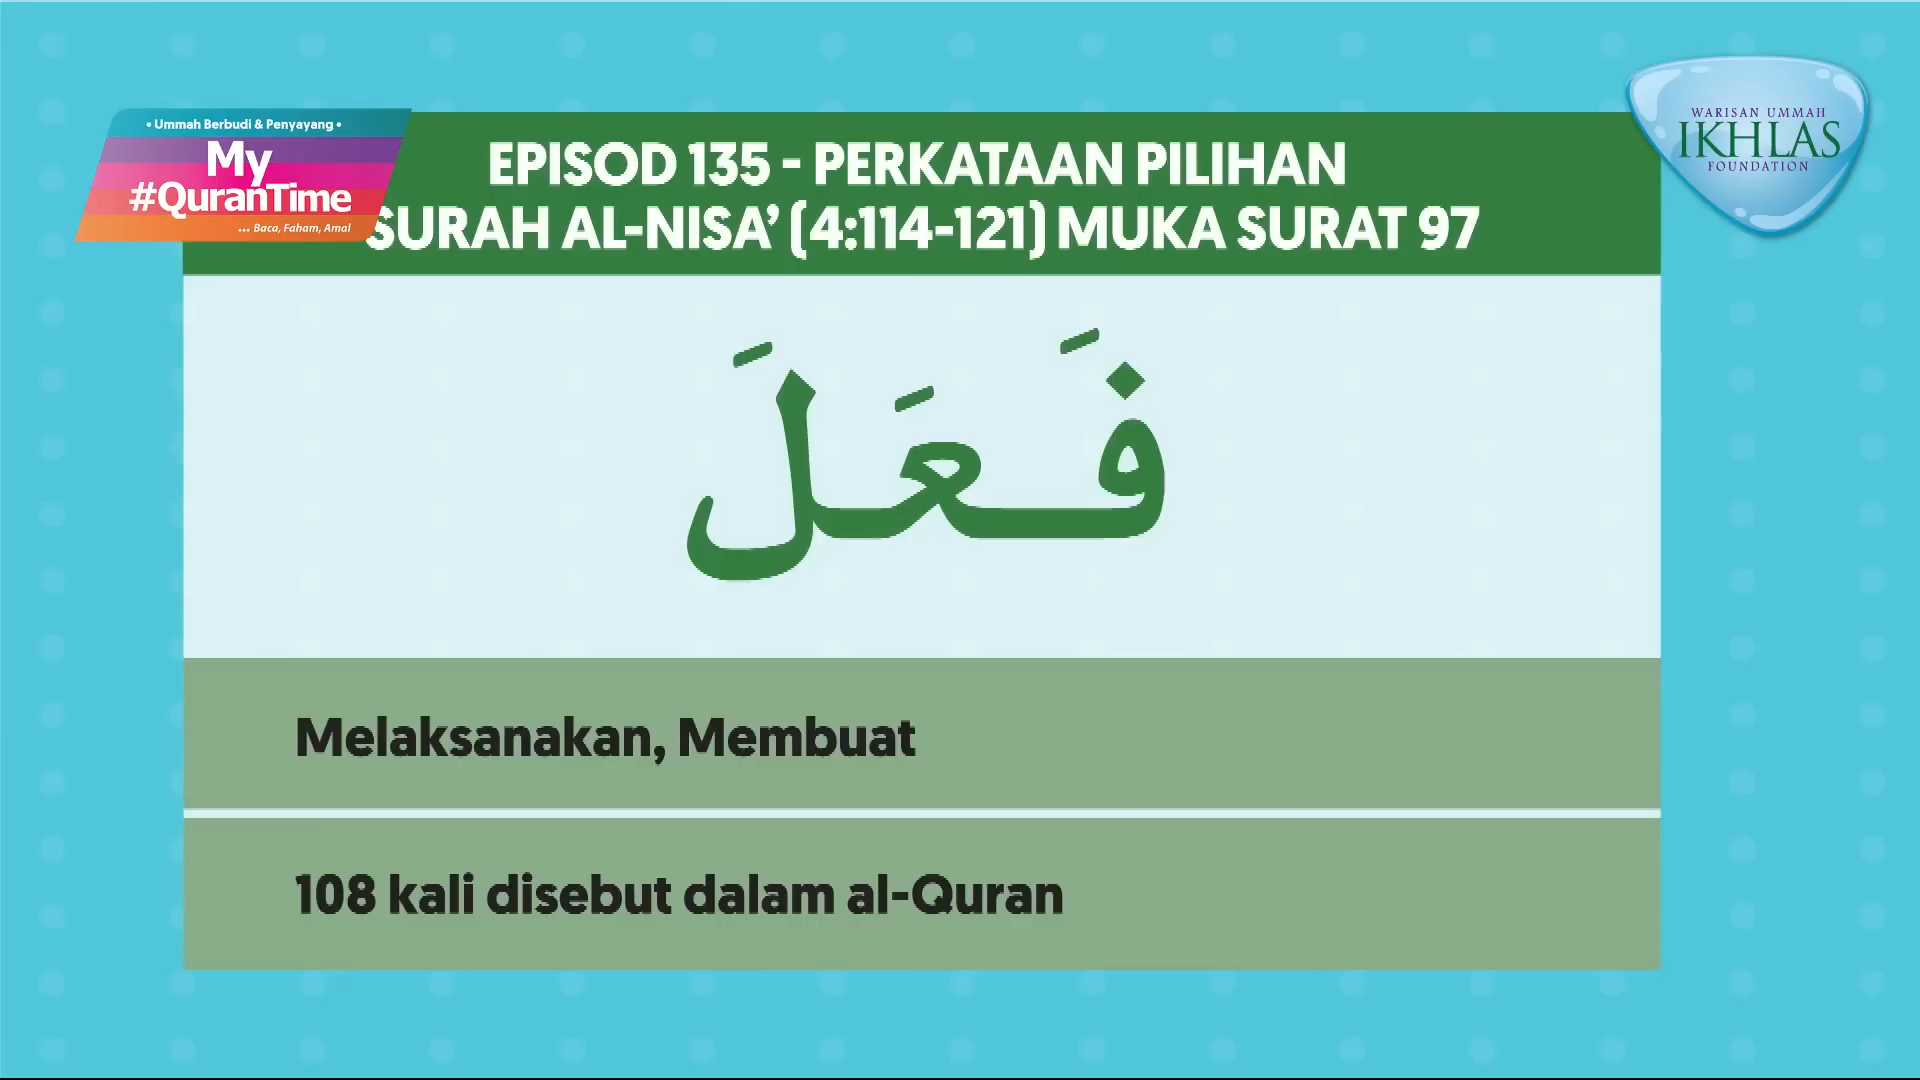 • Ummah Berbudi & Penyayang •
My
#QuranTime
... Baca, Faham, Amal
WARISAN UMMAH
IKHLAS
FOUNDATION
EPISOD 135 - PERKATAAN PILIHAN
SURAH AL-NISA’ (4:114-121) MUKA SURAT 97
فَعَلَ
Melaksanakan, Membuat
108 kali disebut dalam al-Quran